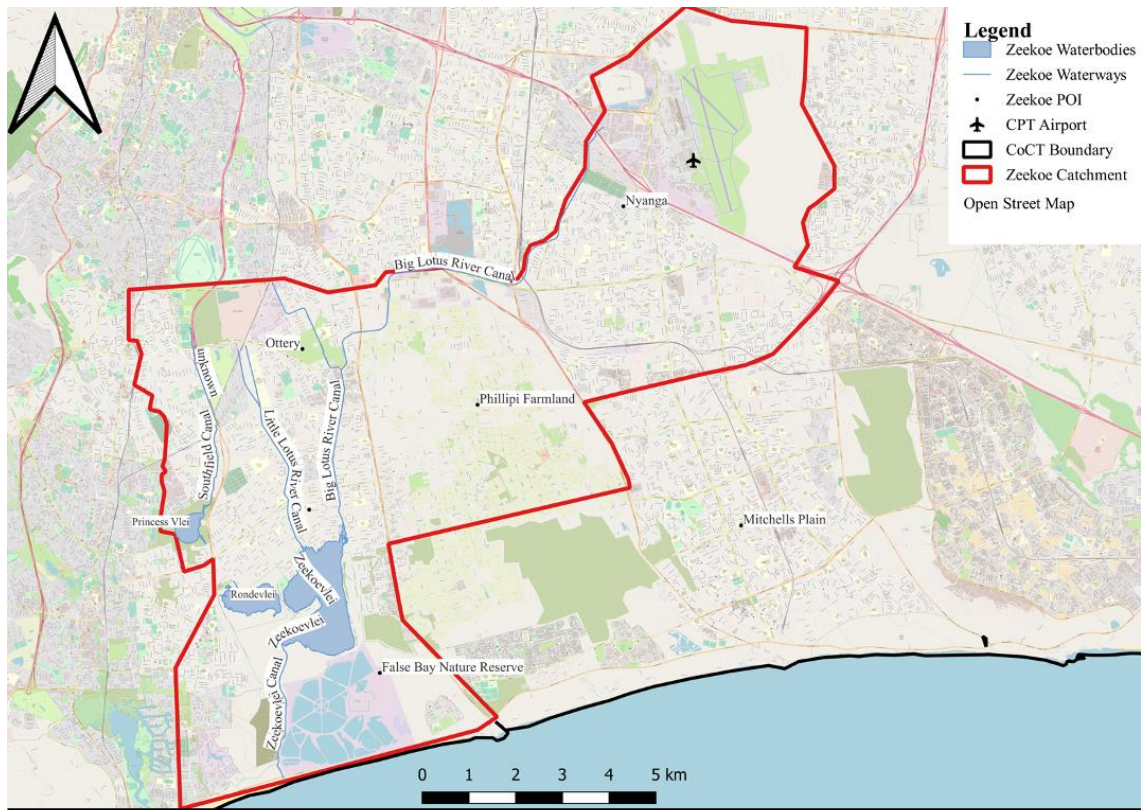 Legend
Zeekoe Waterbodies
Zeekoe Waterways
Zeekoe POI
CPT Airport
CoCT Boundary
Zeekoe Catchment
Open Street Map
Nyanga
Big Lotus River Canal
Ottery
unknown
Phillipi Farmland
Southfield Canal
Little Lotus River Canal
Big Lotus River Canal
Princess Vlei
Mitchells Plain
Zeekoevlei
Rondevlei
Zeekoevlei
False Bay Nature Reserve
Zeekoevlei Canal
0 1 2 3 4 5 km